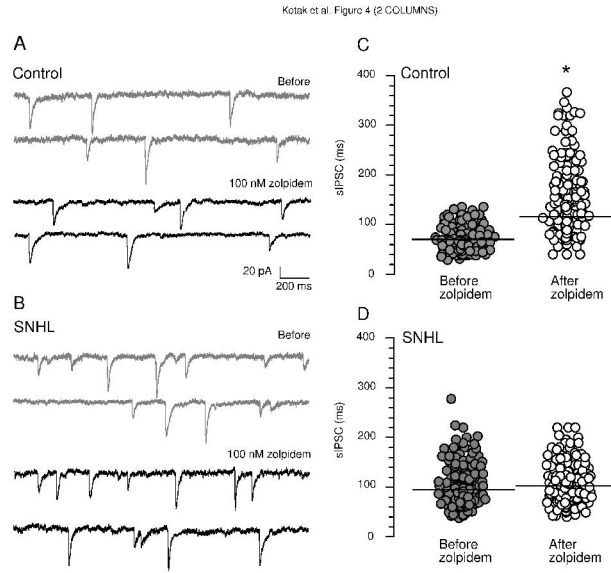 Kotak et al. Figure 4 (2 COLUMNS)
A
Control
Before
100 nM zolpidem
20 pA
200 ms
B
SNHL
Before
100 nM zolpidem
C
Control
*
400
300
200
100
0
sIPSC (ms)
Before
zolpidem
After
zolpidem
D
SNHL
400
300
200
100
0
sIPSC (ms)
Before
zolpidem
After
zolpidem